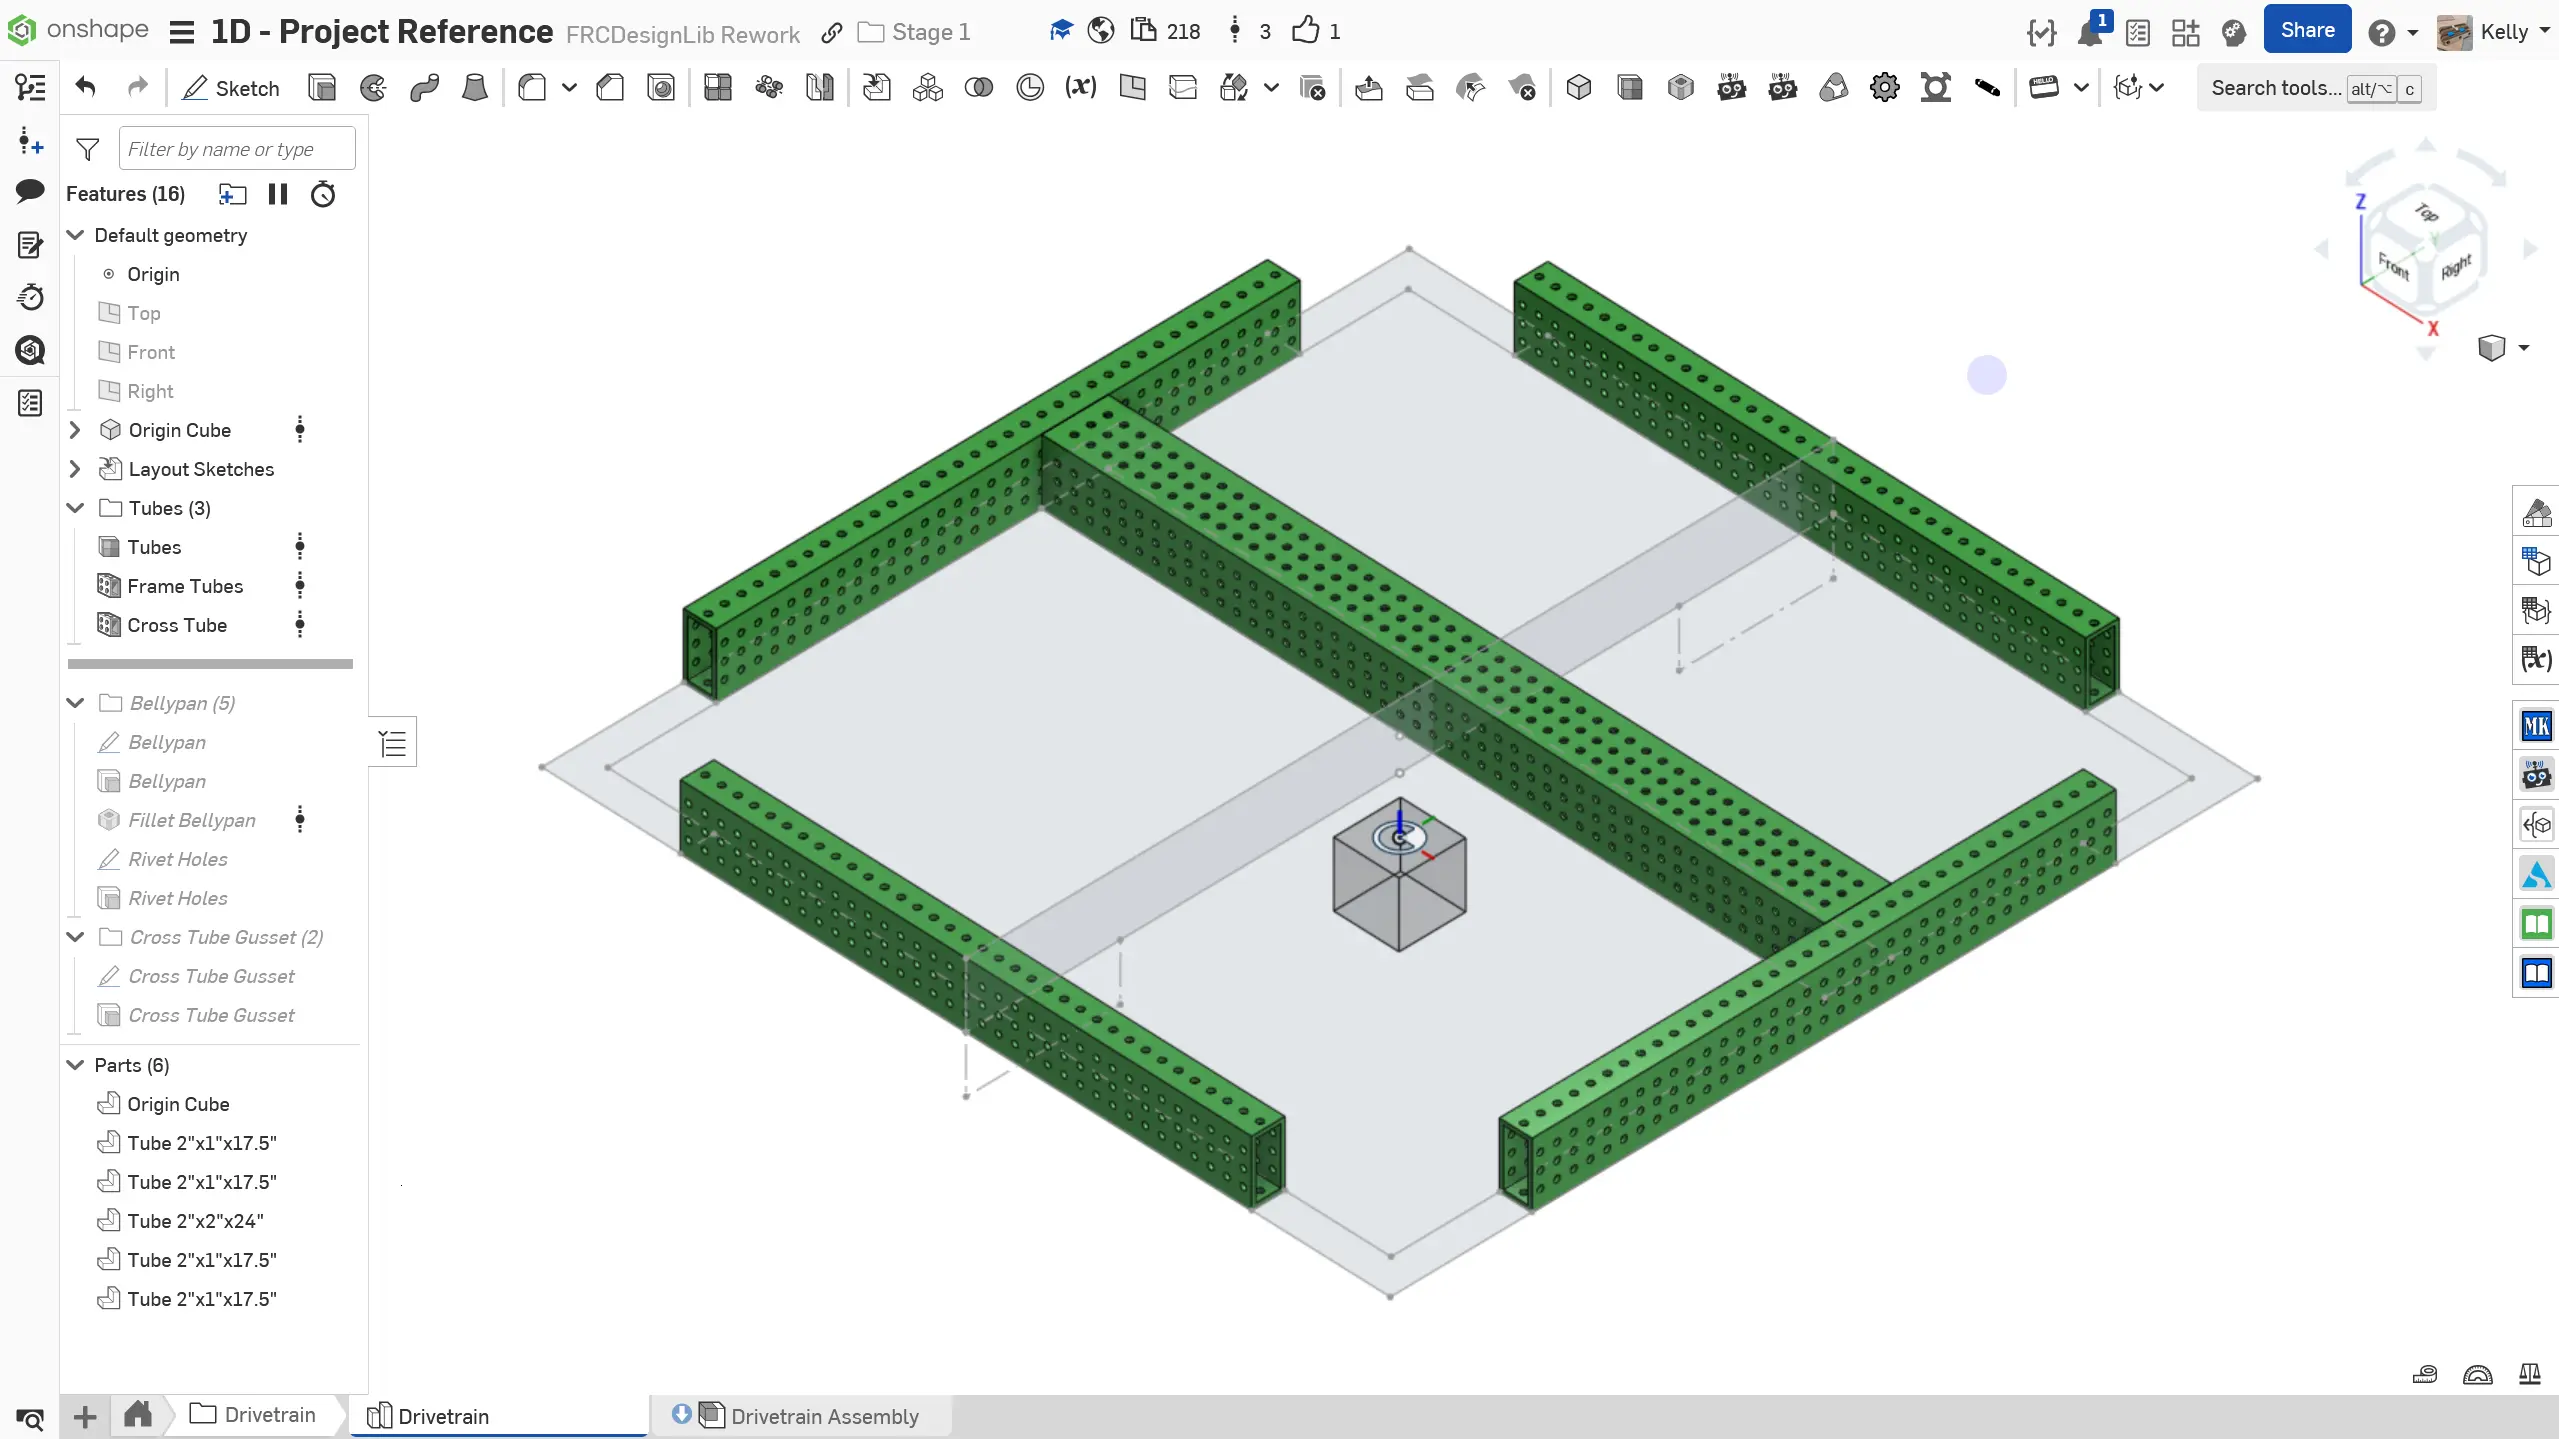 onshape 1D - Project Reference FRCDesignLib Rework Stage 1 218 3 1 1 Share Kelly
Sketch (x) HELLO Search tools... alt/⌥ c
Filter by name or type
Features (16)
Default geometry
Origin
Top
Front
Right
Origin Cube
Layout Sketches
Tubes (3)
Tubes
Frame Tubes
Cross Tube
Bellypan (5)
Bellypan
Bellypan
Fillet Bellypan
Rivet Holes
Rivet Holes
Cross Tube Gusset (2)
Cross Tube Gusset
Cross Tube Gusset
Parts (6)
Origin Cube
Tube 2"x1"x17.5"
Tube 2"x1"x17.5"
Tube 2"x2"x24"
Tube 2"x1"x17.5"
Tube 2"x1"x17.5"
Z
Top
Y
Front
Right
X
(x)
MK
Drivetrain
Drivetrain
Drivetrain Assembly